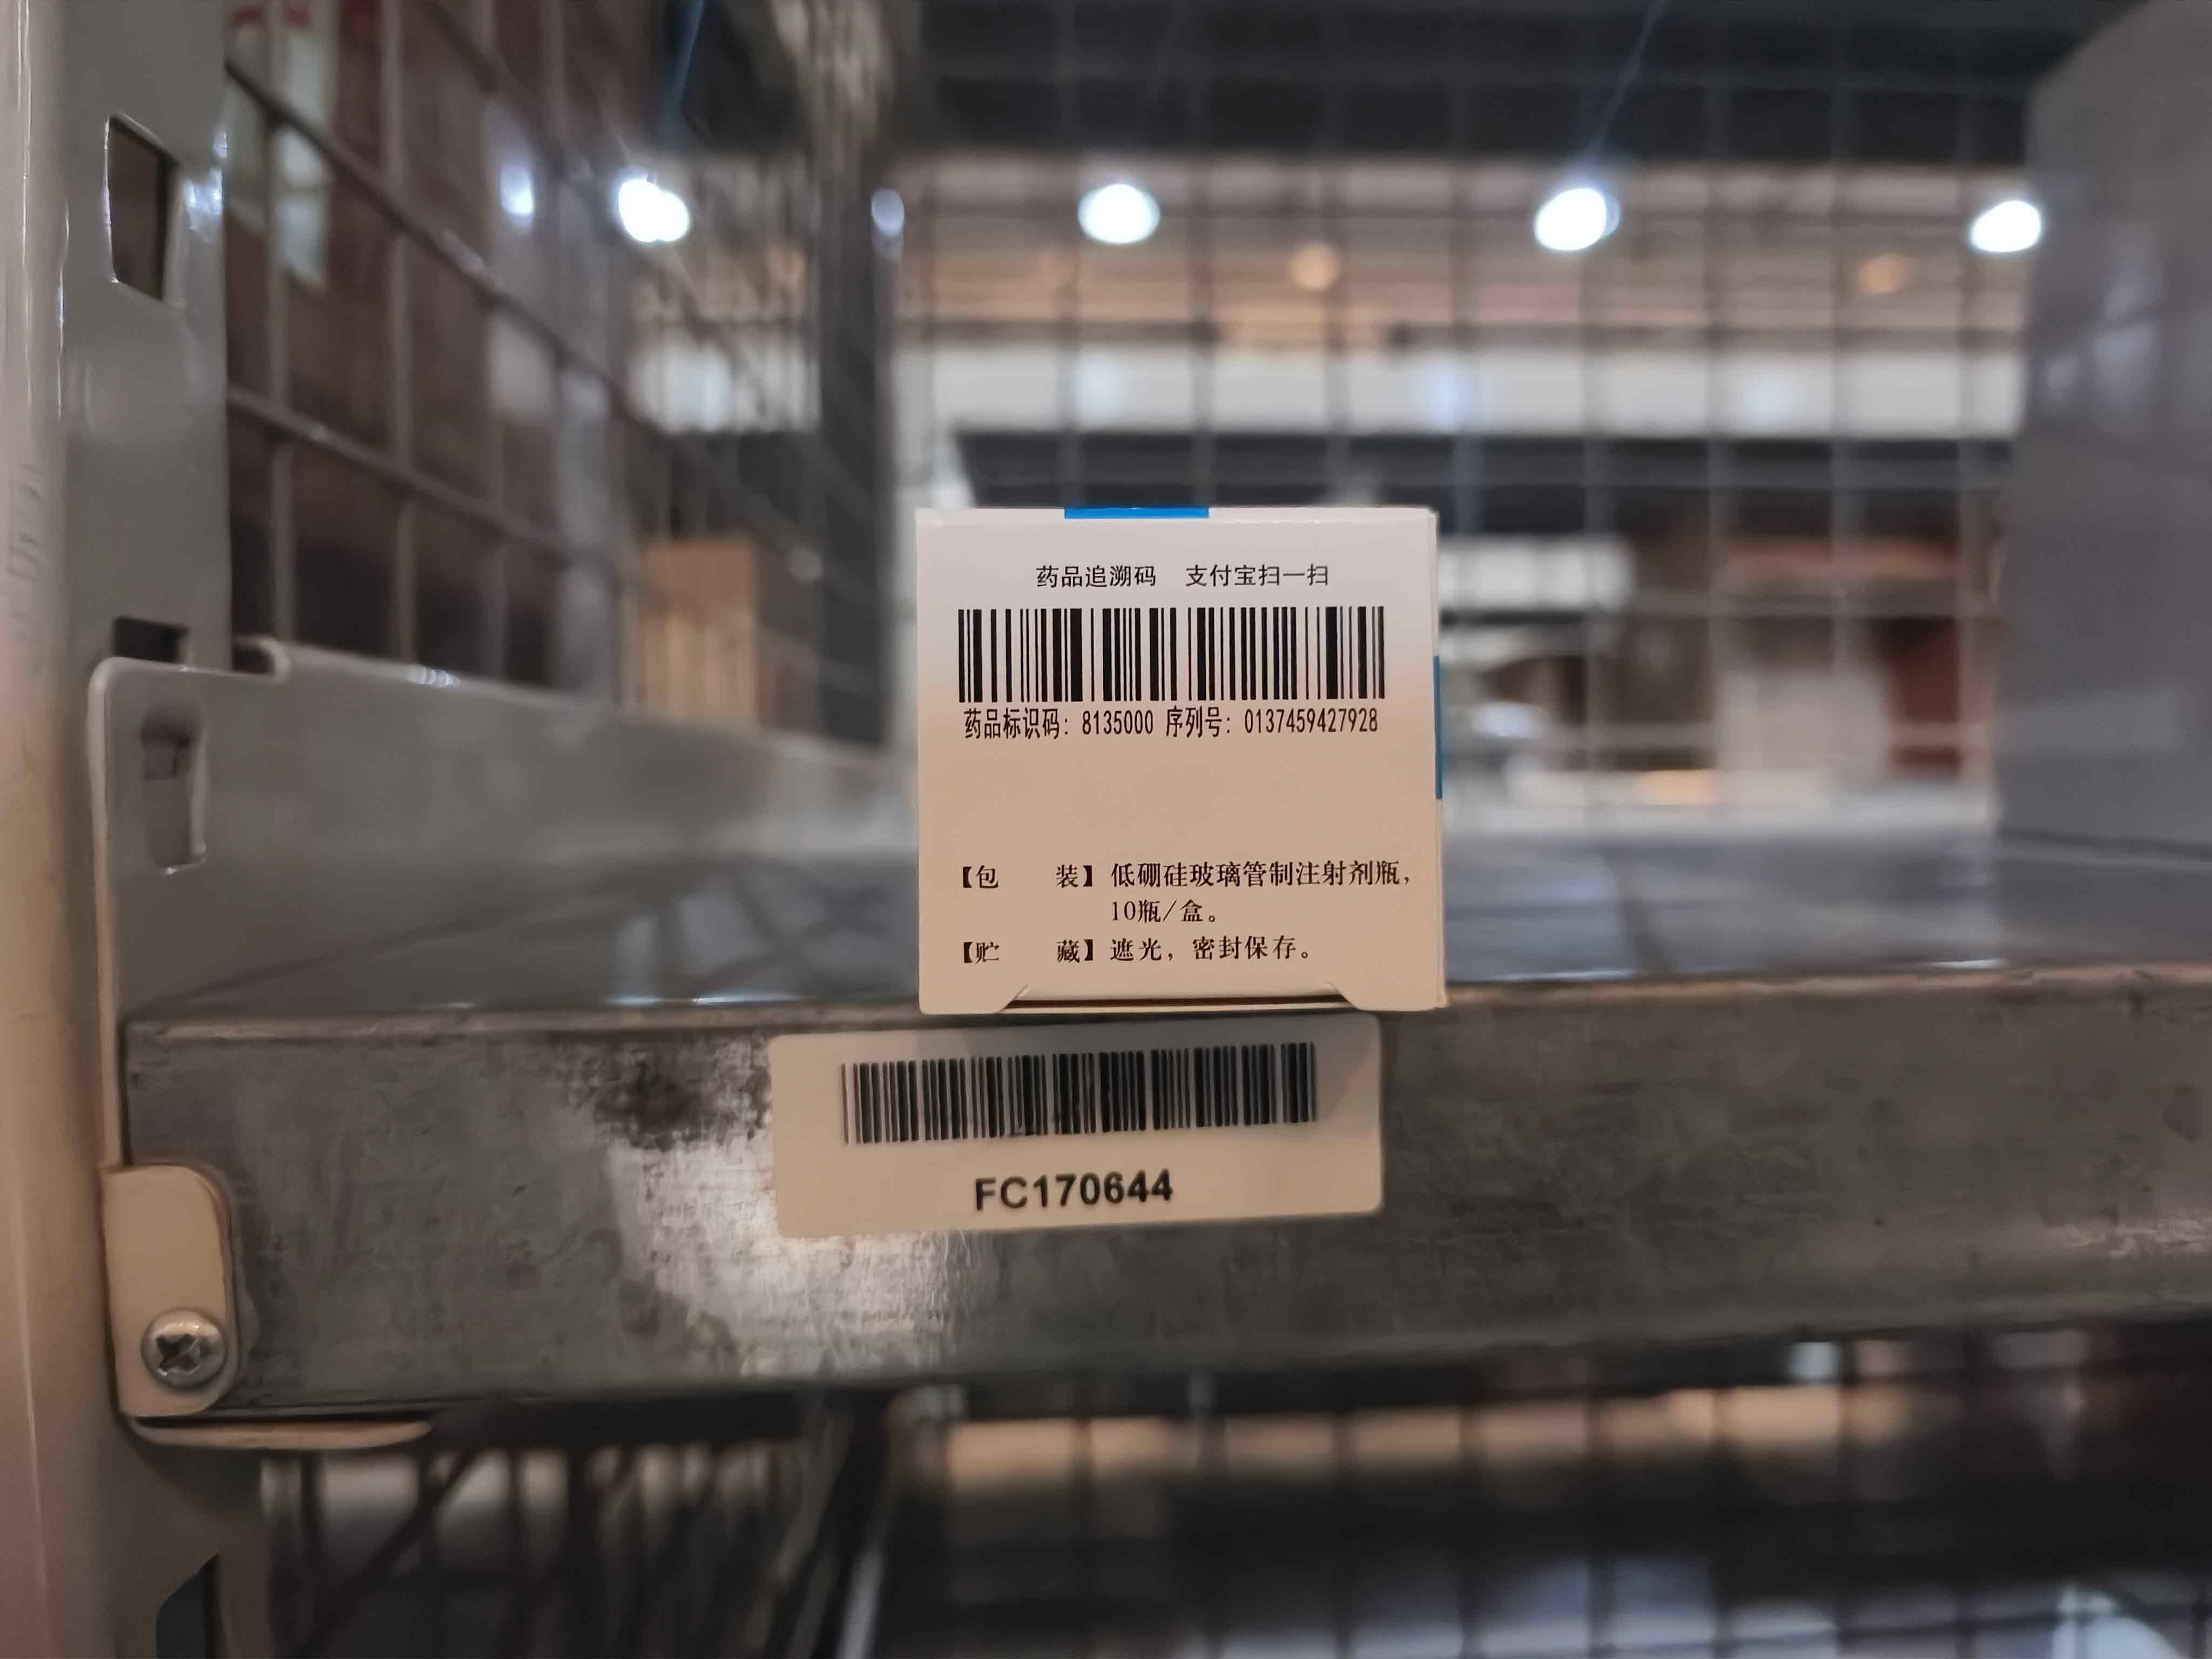 药品追溯码 支付宝扫一扫
药品标识码: 8135000 序列号: 0137459427928
【包 装】低硼硅玻璃管制注射剂瓶,
10瓶/盒。
【贮 藏】遮光, 密封保存。
FC170644